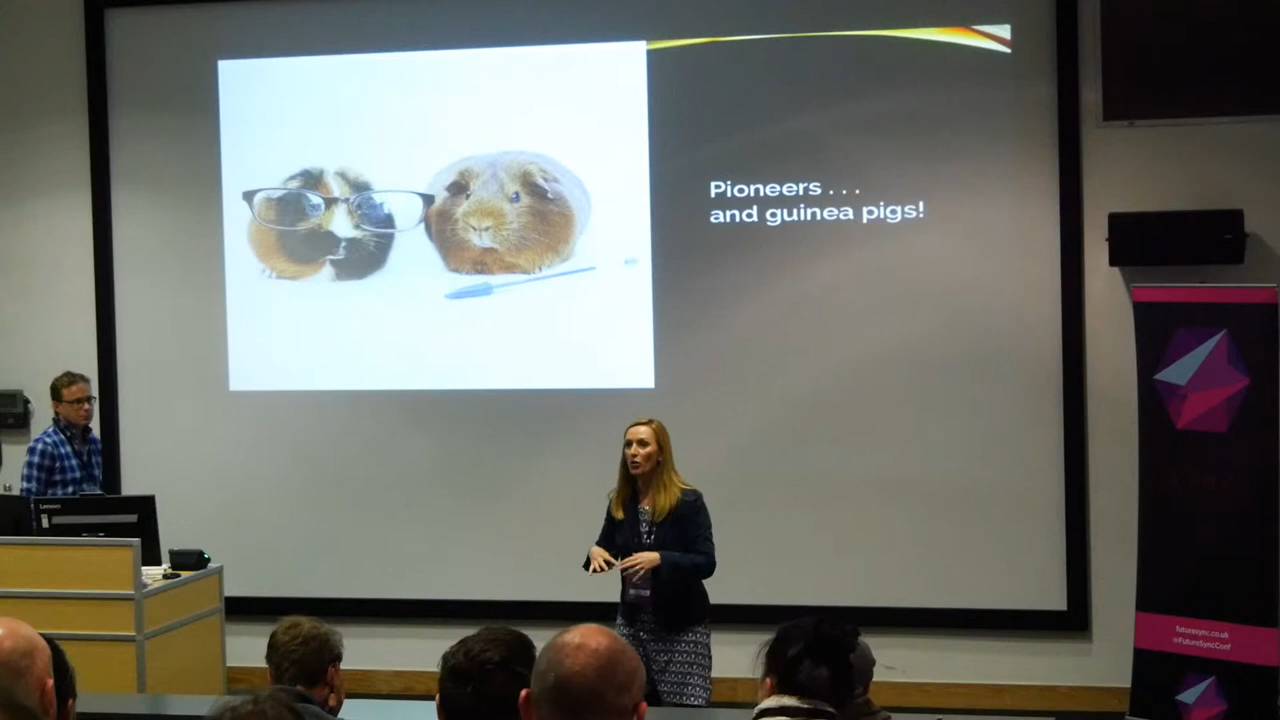 Pioneers . . .
and guinea pigs!
Lenovo
futuresync.co.uk
@FutureSyncConf